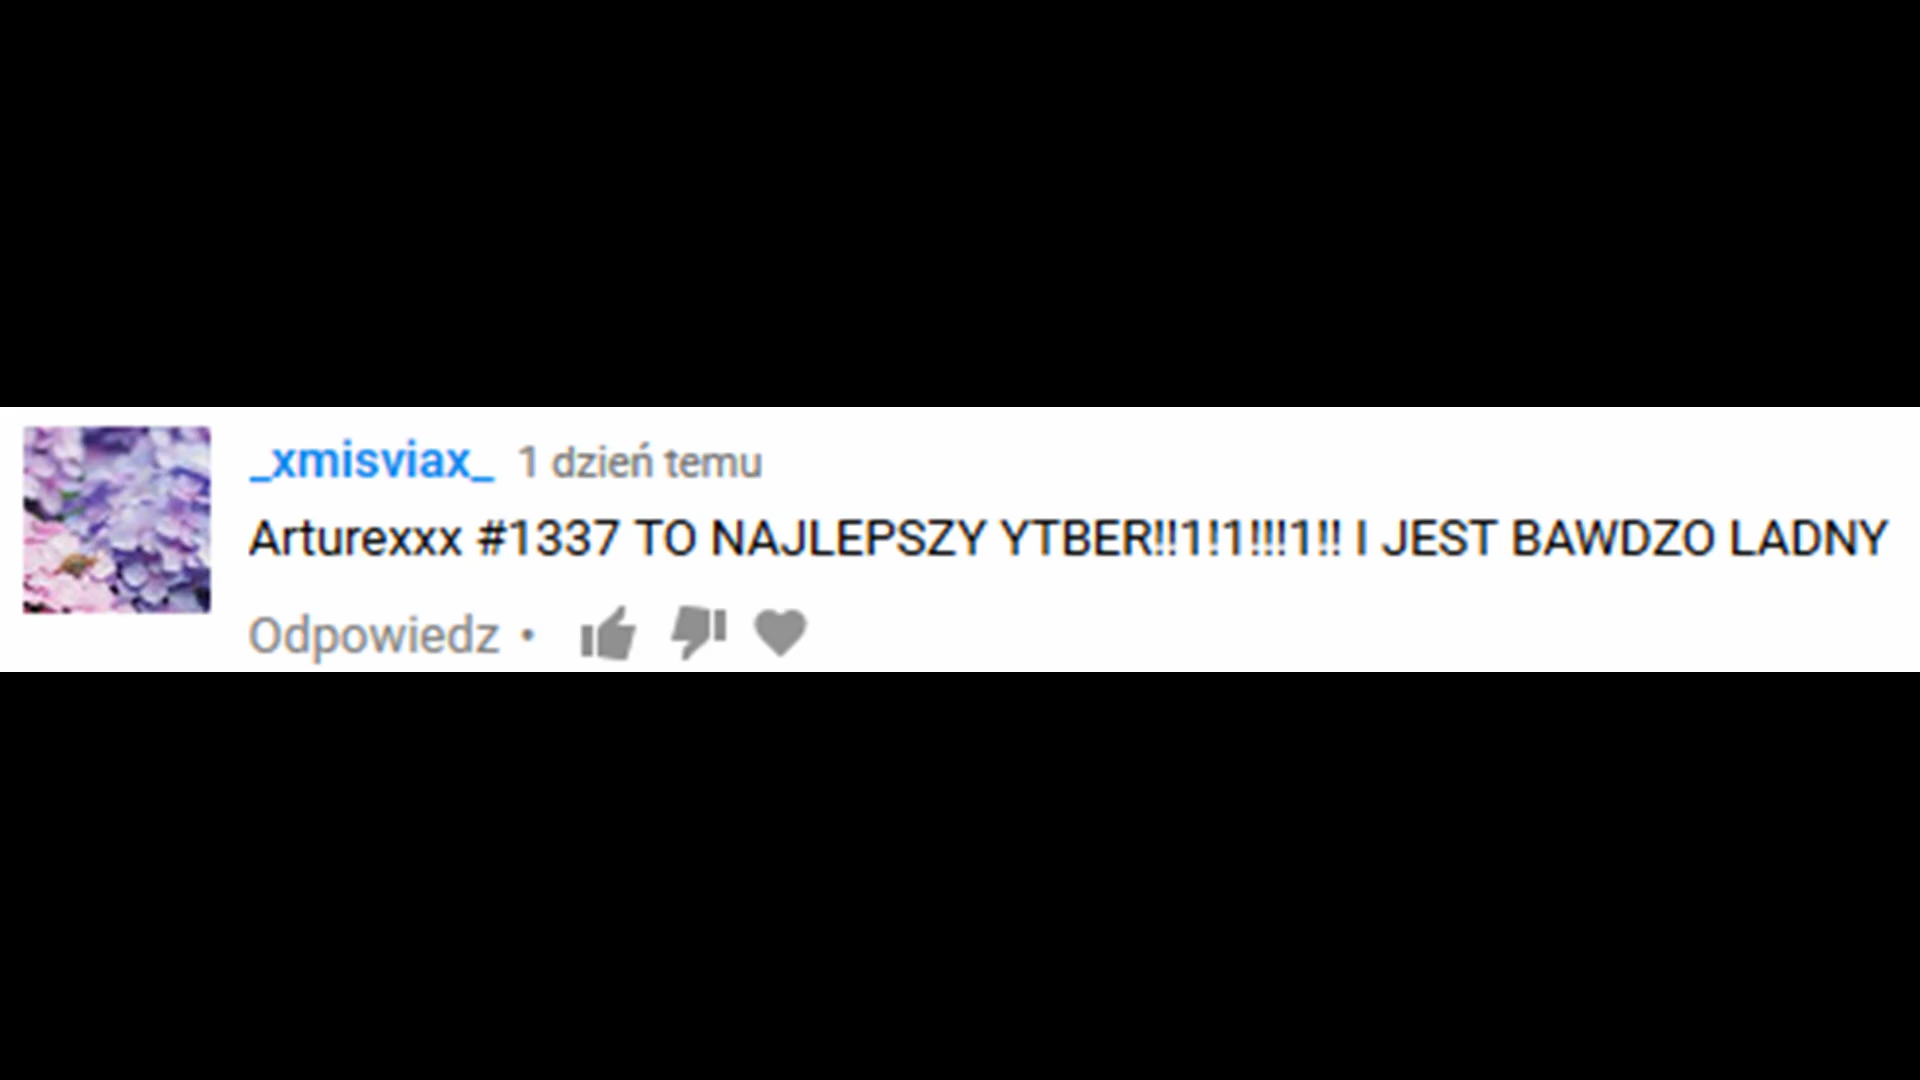 _xmisviax_ 1 dzień temu
Arturexxx #1337 TO NAJLEPSZY YTBER!!1!1!!!1!! I JEST BAWDZO LADNY
Odpowiedz •